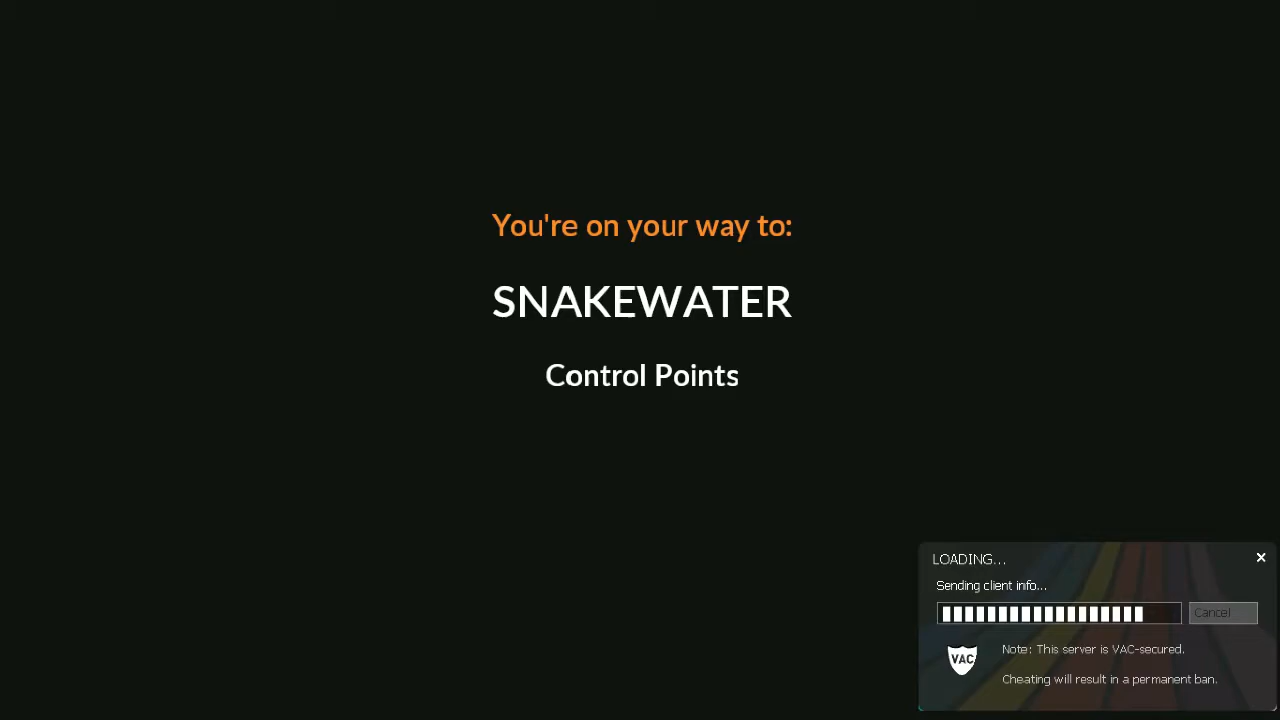 You're on your way to:
SNAKEWATER
Control Points
LOADING...
Sending client info...
Cancel
VAC
Note: This server is VAC-secured.
Cheating will result in a permanent ban.